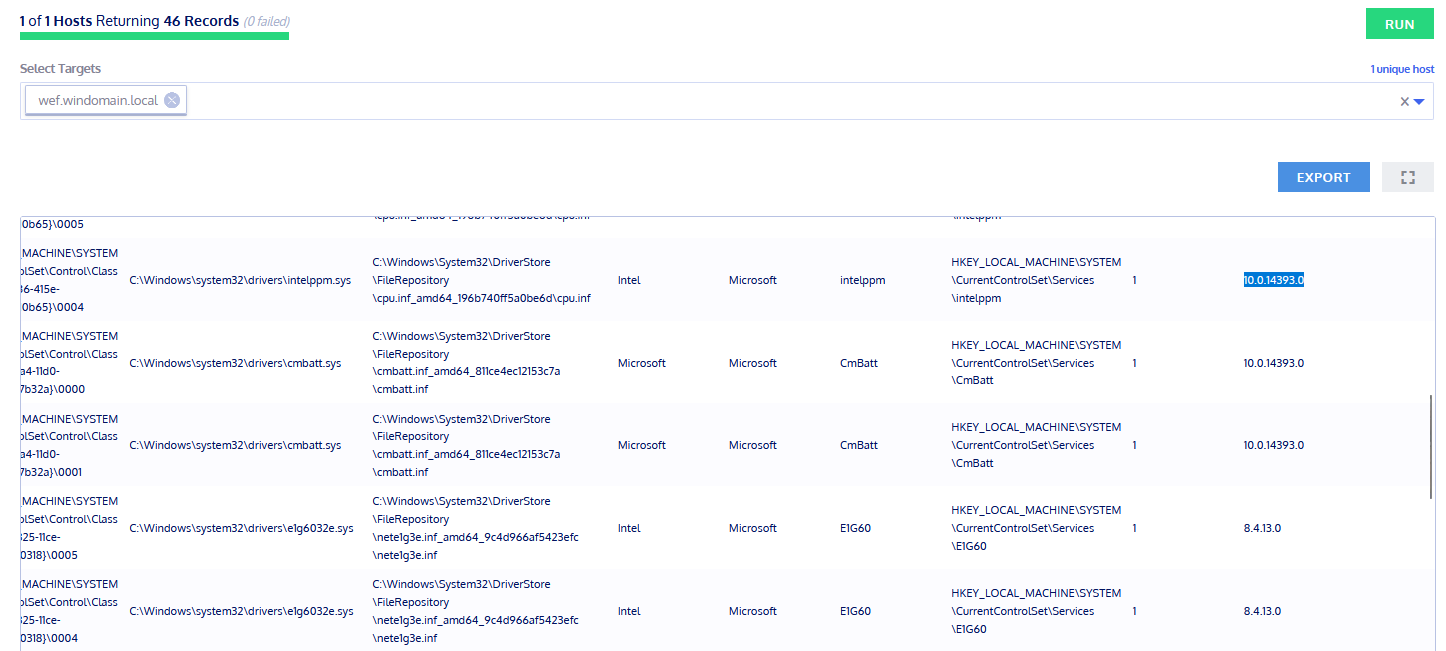 1 of 1 Hosts Returning 46 Records (0 failed)
RUN
Select Targets
1 unique host
wef.windomain.local
EXPORT
0b65}\0005
\intelppm
_MACHINE\SYSTEM
olSet\Control\Class
36-415e-
0b65}\0004
C:\Windows\system32\drivers\intelppm.sys
C:\Windows\System32\DriverStore
\FileRepository
\cpu.inf_amd64_196b740ff5a0be6d\cpu.inf
Intel
Microsoft
intelppm
HKEY_LOCAL_MACHINE\SYSTEM
\CurrentControlSet\Services
\intelppm
1
10.0.14393.0
_MACHINE\SYSTEM
olSet\Control\Class
a4-11d0-
7b32a}\0000
C:\Windows\system32\drivers\cmbatt.sys
C:\Windows\System32\DriverStore
\FileRepository
\cmbatt.inf_amd64_811ce4ec12153c7a
\cmbatt.inf
Microsoft
Microsoft
CmBatt
HKEY_LOCAL_MACHINE\SYSTEM
\CurrentControlSet\Services
\CmBatt
1
10.0.14393.0
_MACHINE\SYSTEM
olSet\Control\Class
a4-11d0-
7b32a}\0001
C:\Windows\system32\drivers\cmbatt.sys
C:\Windows\System32\DriverStore
\FileRepository
\cmbatt.inf_amd64_811ce4ec12153c7a
\cmbatt.inf
Microsoft
Microsoft
CmBatt
HKEY_LOCAL_MACHINE\SYSTEM
\CurrentControlSet\Services
\CmBatt
1
10.0.14393.0
_MACHINE\SYSTEM
olSet\Control\Class
325-11ce-
0318}\0005
C:\Windows\system32\drivers\e1g6032e.sys
C:\Windows\System32\DriverStore
\FileRepository
\nete1g3e.inf_amd64_9c4d966af5423efc
\nete1g3e.inf
Intel
Microsoft
E1G60
HKEY_LOCAL_MACHINE\SYSTEM
\CurrentControlSet\Services
\E1G60
1
8.4.13.0
_MACHINE\SYSTEM
olSet\Control\Class
325-11ce-
0318}\0004
C:\Windows\system32\drivers\e1g6032e.sys
C:\Windows\System32\DriverStore
\FileRepository
\nete1g3e.inf_amd64_9c4d966af5423efc
\nete1g3e.inf
Intel
Microsoft
E1G60
HKEY_LOCAL_MACHINE\SYSTEM
\CurrentControlSet\Services
\E1G60
1
8.4.13.0